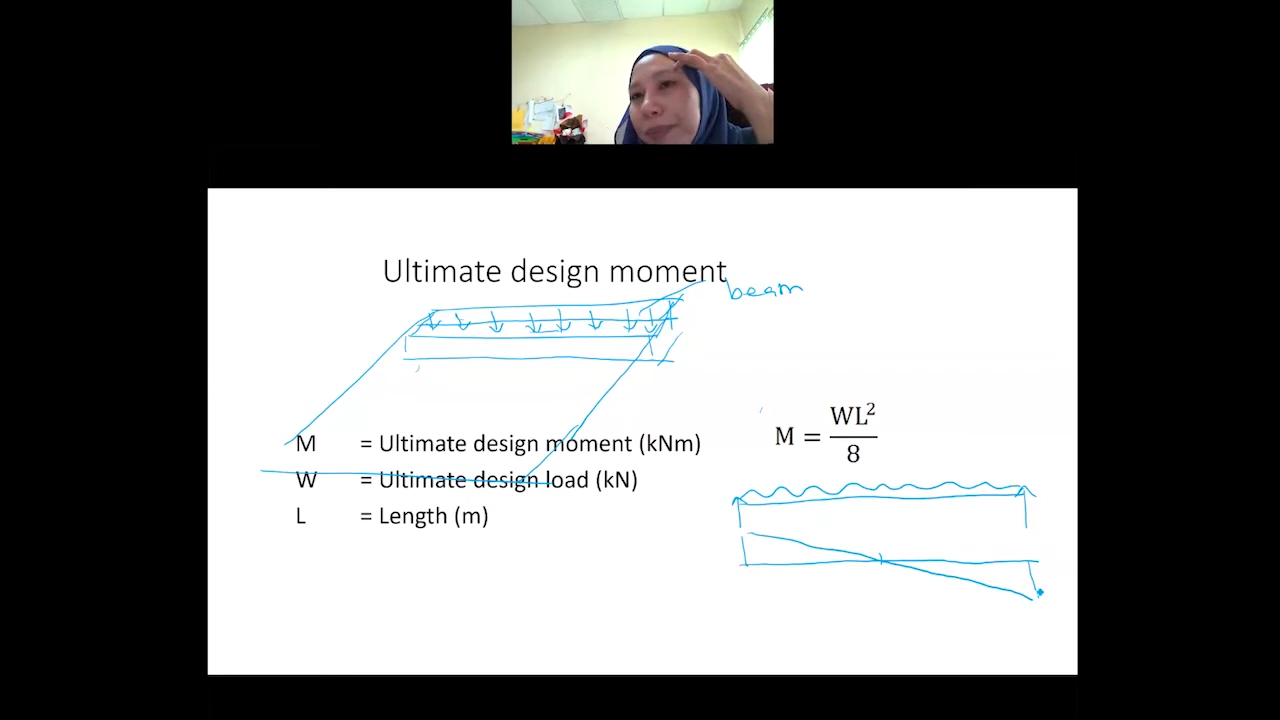 Ultimate design moment
beam
M = Ultimate design moment (kNm)
W = Ultimate design load (kN)
L = Length (m)
M = WL²/8